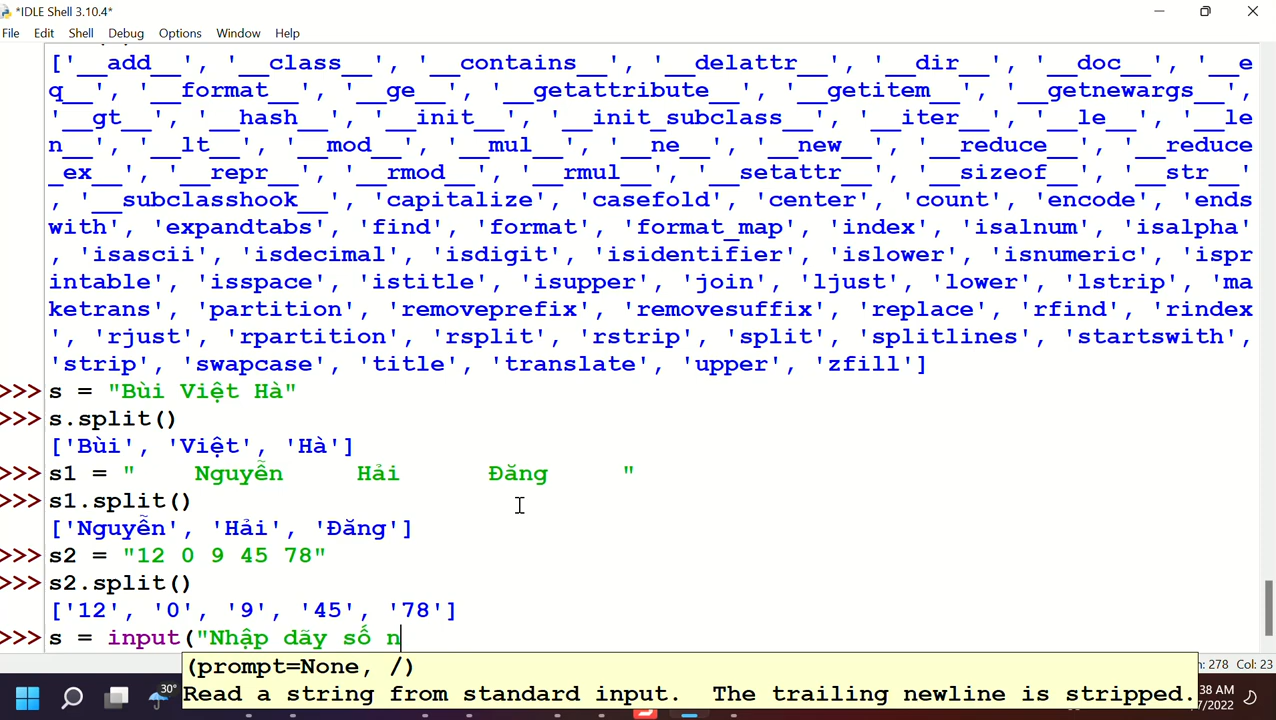 *IDLE Shell 3.10.4*
File Edit Shell Debug Options Window Help
['__add__', '__class__', '__contains__', '__delattr__', '__dir__', '__doc__', '__e
q__', '__format__', '__ge__', '__getattribute__', '__getitem__', '__getnewargs__',
'__gt__', '__hash__', '__init__', '__init_subclass__', '__iter__', '__le__', '__le
n__', '__lt__', '__mod__', '__mul__', '__ne__', '__new__', '__reduce__', '__reduce
_ex__', '__repr__', '__rmod__', '__rmul__', '__setattr__', '__sizeof__', '__str__'
, '__subclasshook__', 'capitalize', 'casefold', 'center', 'count', 'encode', 'ends
with', 'expandtabs', 'find', 'format', 'format_map', 'index', 'isalnum', 'isalpha'
, 'isascii', 'isdecimal', 'isdigit', 'isidentifier', 'islower', 'isnumeric', 'ispr
intable', 'isspace', 'istitle', 'isupper', 'join', 'ljust', 'lower', 'lstrip', 'ma
ketrans', 'partition', 'removeprefix', 'removesuffix', 'replace', 'rfind', 'rindex
', 'rjust', 'rpartition', 'rsplit', 'rstrip', 'split', 'splitlines', 'startswith',
'strip', 'swapcase', 'title', 'translate', 'upper', 'zfill']
>>> s = "Bùi Việt Hà"
>>> s.split()
['Bùi', 'Việt', 'Hà']
>>> s1 = "    Nguyễn     Hải      Đăng     "
>>> s1.split()
['Nguyễn', 'Hải', 'Đăng']
>>> s2 = "12 0 9 45 78"
>>> s2.split()
['12', '0', '9', '45', '78']
>>> s = input("Nhập dãy số n
(prompt=None, /)
Read a string from standard input.  The trailing newline is stripped.
: 278 Col: 23
30°
38 AM
/2022